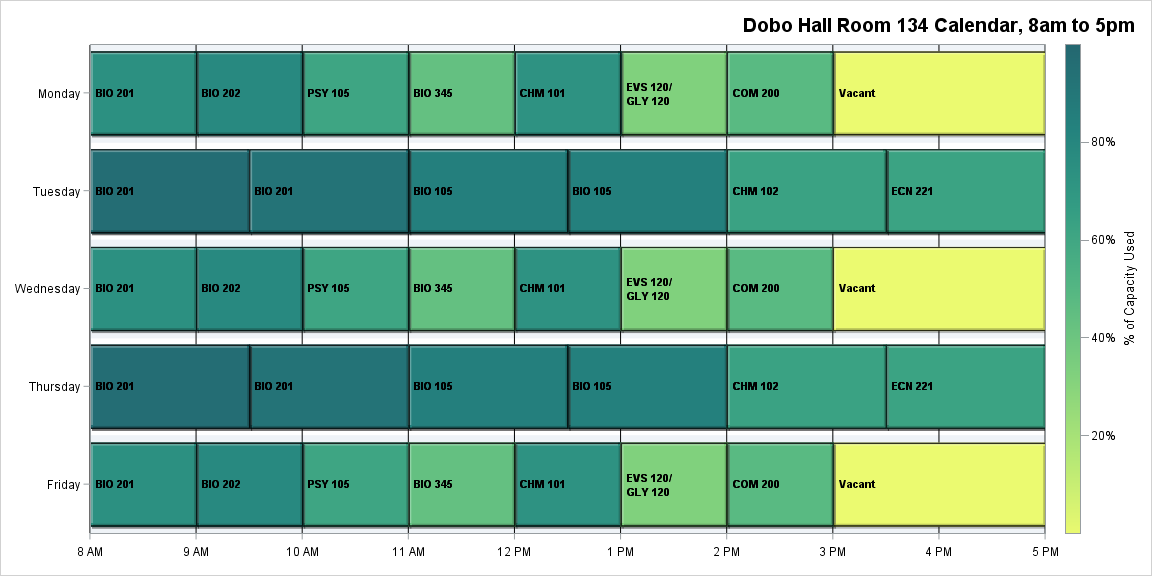 Dobo Hall Room 134 Calendar, 8am to 5pm
Monday
BIO 201
BIO 202
PSY 105
BIO 345
CHM 101
EVS 120/
GLY 120
COM 200
Vacant
Tuesday
BIO 201
BIO 201
BIO 105
BIO 105
CHM 102
ECN 221
Wednesday
BIO 201
BIO 202
PSY 105
BIO 345
CHM 101
EVS 120/
GLY 120
COM 200
Vacant
Thursday
BIO 201
BIO 201
BIO 105
BIO 105
CHM 102
ECN 221
Friday
BIO 201
BIO 202
PSY 105
BIO 345
CHM 101
EVS 120/
GLY 120
COM 200
Vacant
8 AM
9 AM
10 AM
11 AM
12 PM
1 PM
2 PM
3 PM
4 PM
5 PM
80%
60%
40%
20%
% of Capacity Used